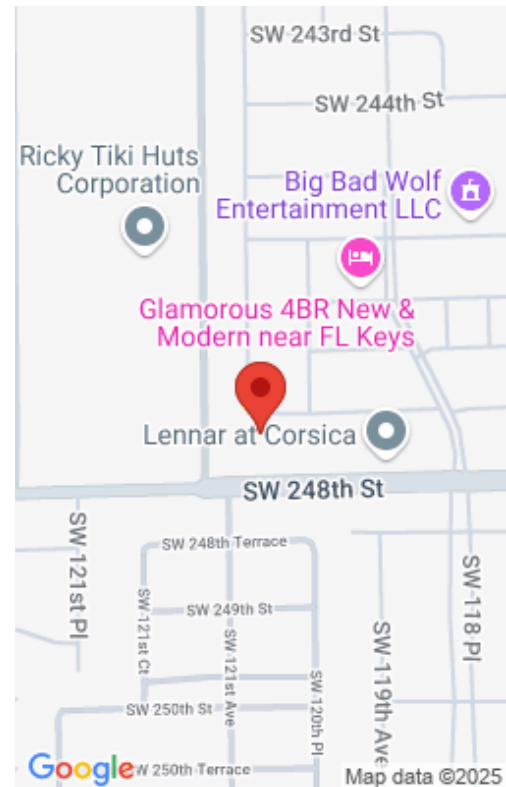 SW 243rd St
SW 244th St
Ricky Tiki Huts
Corporation
Big Bad Wolf
Entertainment LLC
Glamorous 4BR New &
Modern near FL Keys
Lennar at Corsica
SW 248th St
SW 121st Pl
SW 248th Terrace
SW 121st Ct
SW 249th St
SW 121st Ave
SW 120th Pl
SW 119th Ave
SW 118 Pl
SW 250th St
Google
W 250th Terrace
Map data ©2025